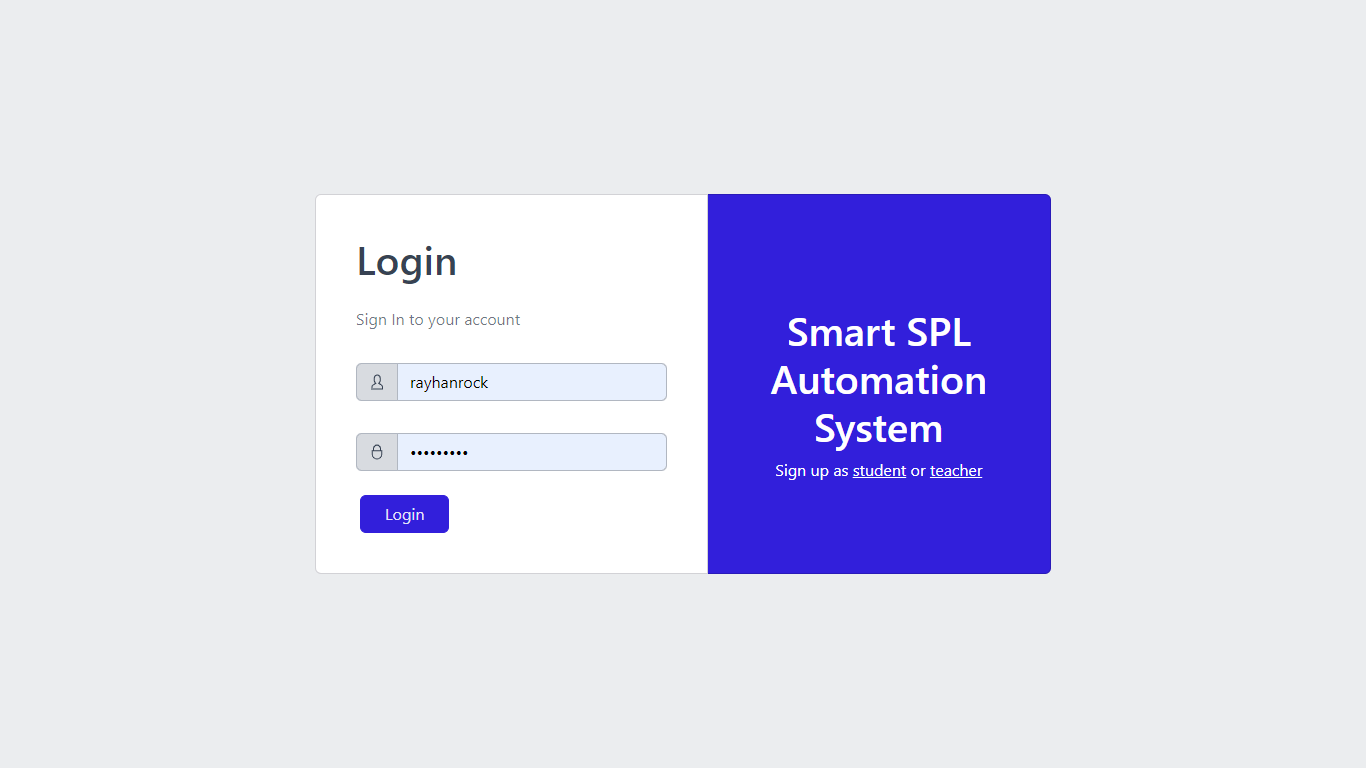 Login
Sign In to your account
rayhanrock
•••••••••
Login
Smart SPL
Automation
System
Sign up as student or teacher